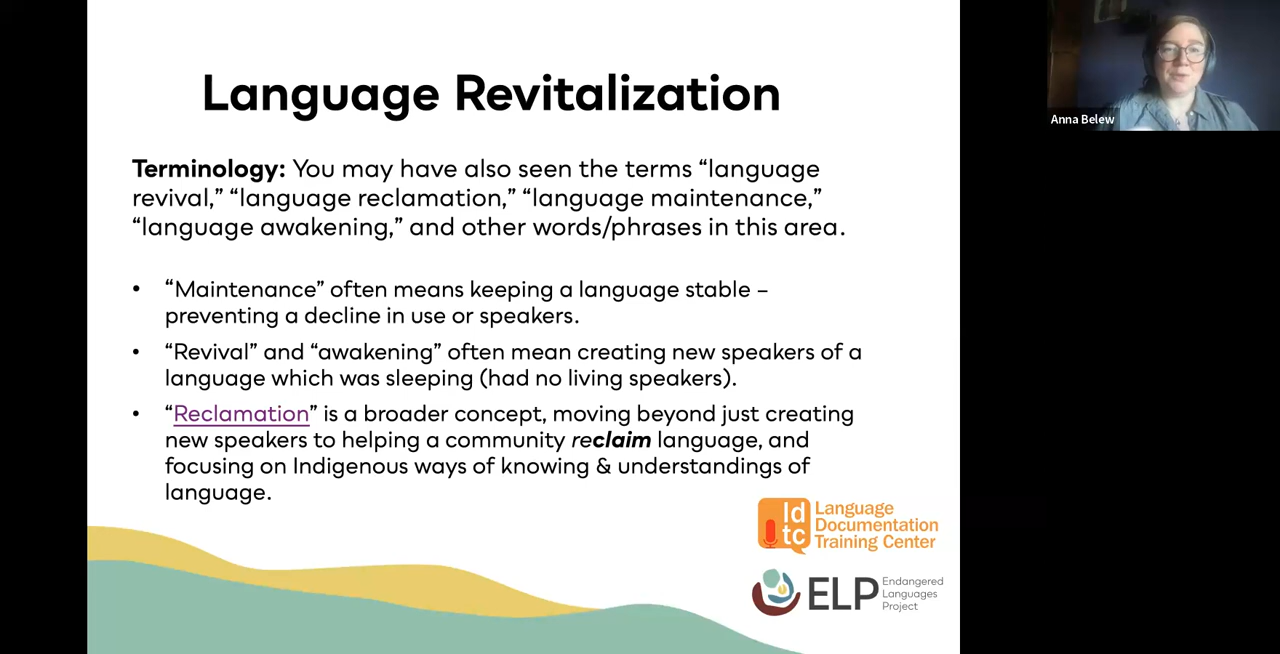 Language Revitalization
Terminology: You may have also seen the terms “language
revival,” “language reclamation,” “language maintenance,”
“language awakening,” and other words/phrases in this area.
• “Maintenance” often means keeping a language stable –
preventing a decline in use or speakers.
• “Revival” and “awakening” often mean creating new speakers of a
language which was sleeping (had no living speakers).
• “Reclamation” is a broader concept, moving beyond just creating
new speakers to helping a community reclaim language, and
focusing on Indigenous ways of knowing & understandings of
language.
ld
tc
Language
Documentation
Training Center
ELP
Endangered
Languages
Project
Anna Belew